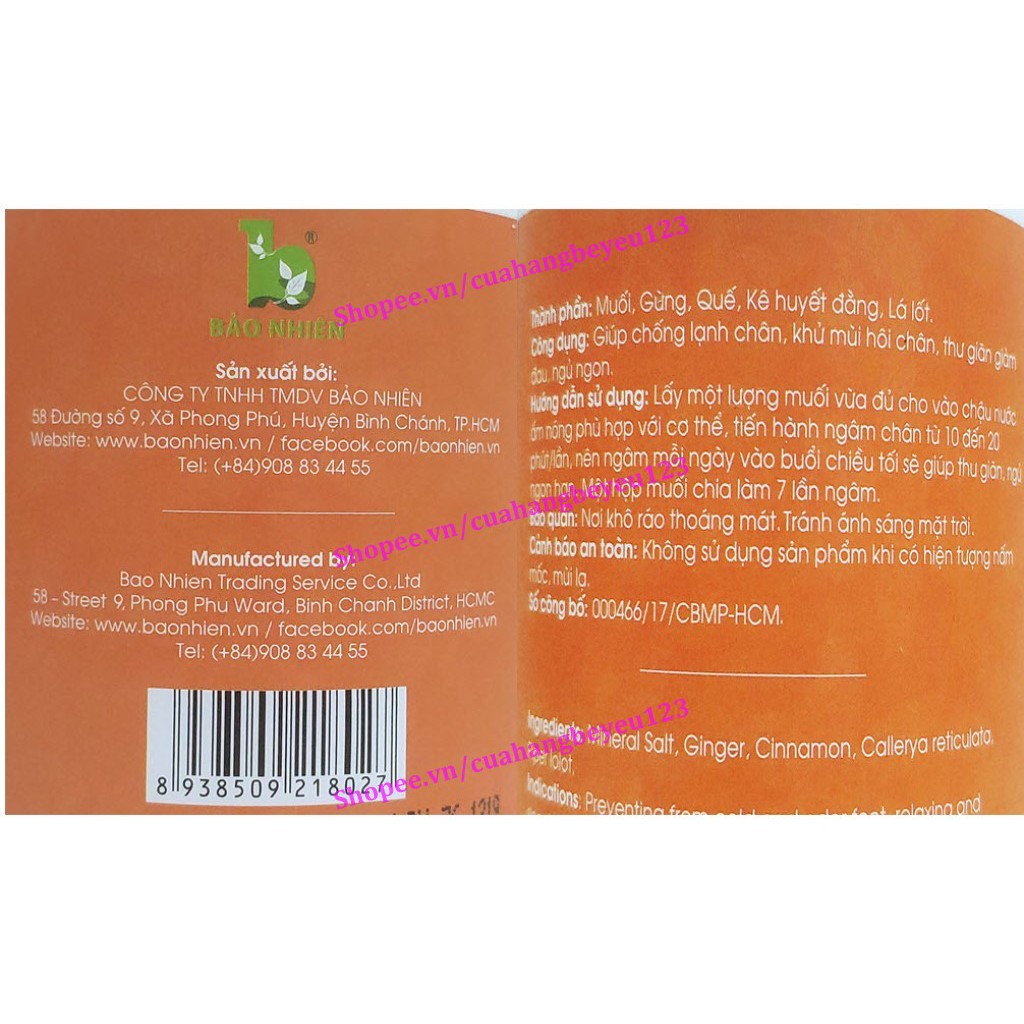 ®
BẢO NHIÊN
Sản xuất bởi:
CÔNG TY TNHH TMDV BẢO NHIÊN
58 Đường số 9, Xã Phong Phú, Huyện Bình Chánh, TP.HCM
Website: www.baonhien.vn / facebook.com/baonhien.vn
Tel: (+84)908 83 44 55
Manufactured by:
Bao Nhien Trading Service Co.,Ltd
58 – Street 9, Phong Phu Ward, Binh Chanh District, HCMC
Website: www.baonhien.vn / facebook.com/baonhien.vn
Tel: (+84)908 83 44 55
8 938509 218027
Thành phần: Muối, Gừng, Quế, Kê huyết đằng, Lá lốt.
Công dụng: Giúp chống lạnh chân, khử mùi hôi chân, thư giãn giảm
đau, ngủ ngon.
Hướng dẫn sử dụng: Lấy một lượng muối vừa đủ cho vào chậu nước
ấm nóng phù hợp với cơ thể, tiến hành ngâm chân từ 10 đến 20
phút/lần, nên ngâm mỗi ngày vào buổi chiều tối sẽ giúp thư giãn, ngủ
ngon hơn. Một hộp muối chia làm 7 lần ngâm.
Bảo quản: Nơi khô ráo thoáng mát. Tránh ánh sáng mặt trời.
Cảnh báo an toàn: Không sử dụng sản phẩm khi có hiện tượng nấm
mốc, mùi lạ.
Số công bố: 000466/17/CBMP-HCM.
Ingredients: Mineral Salt, Ginger, Cinnamon, Callerya reticulata,
lolot,
Indications: Preventing from cold foot, relaxing and
Shopee.vn/cuahangbeyeu123
Shopee.vn/cuahangbeyeu123
Shopee.vn/cuahangbeyeu123